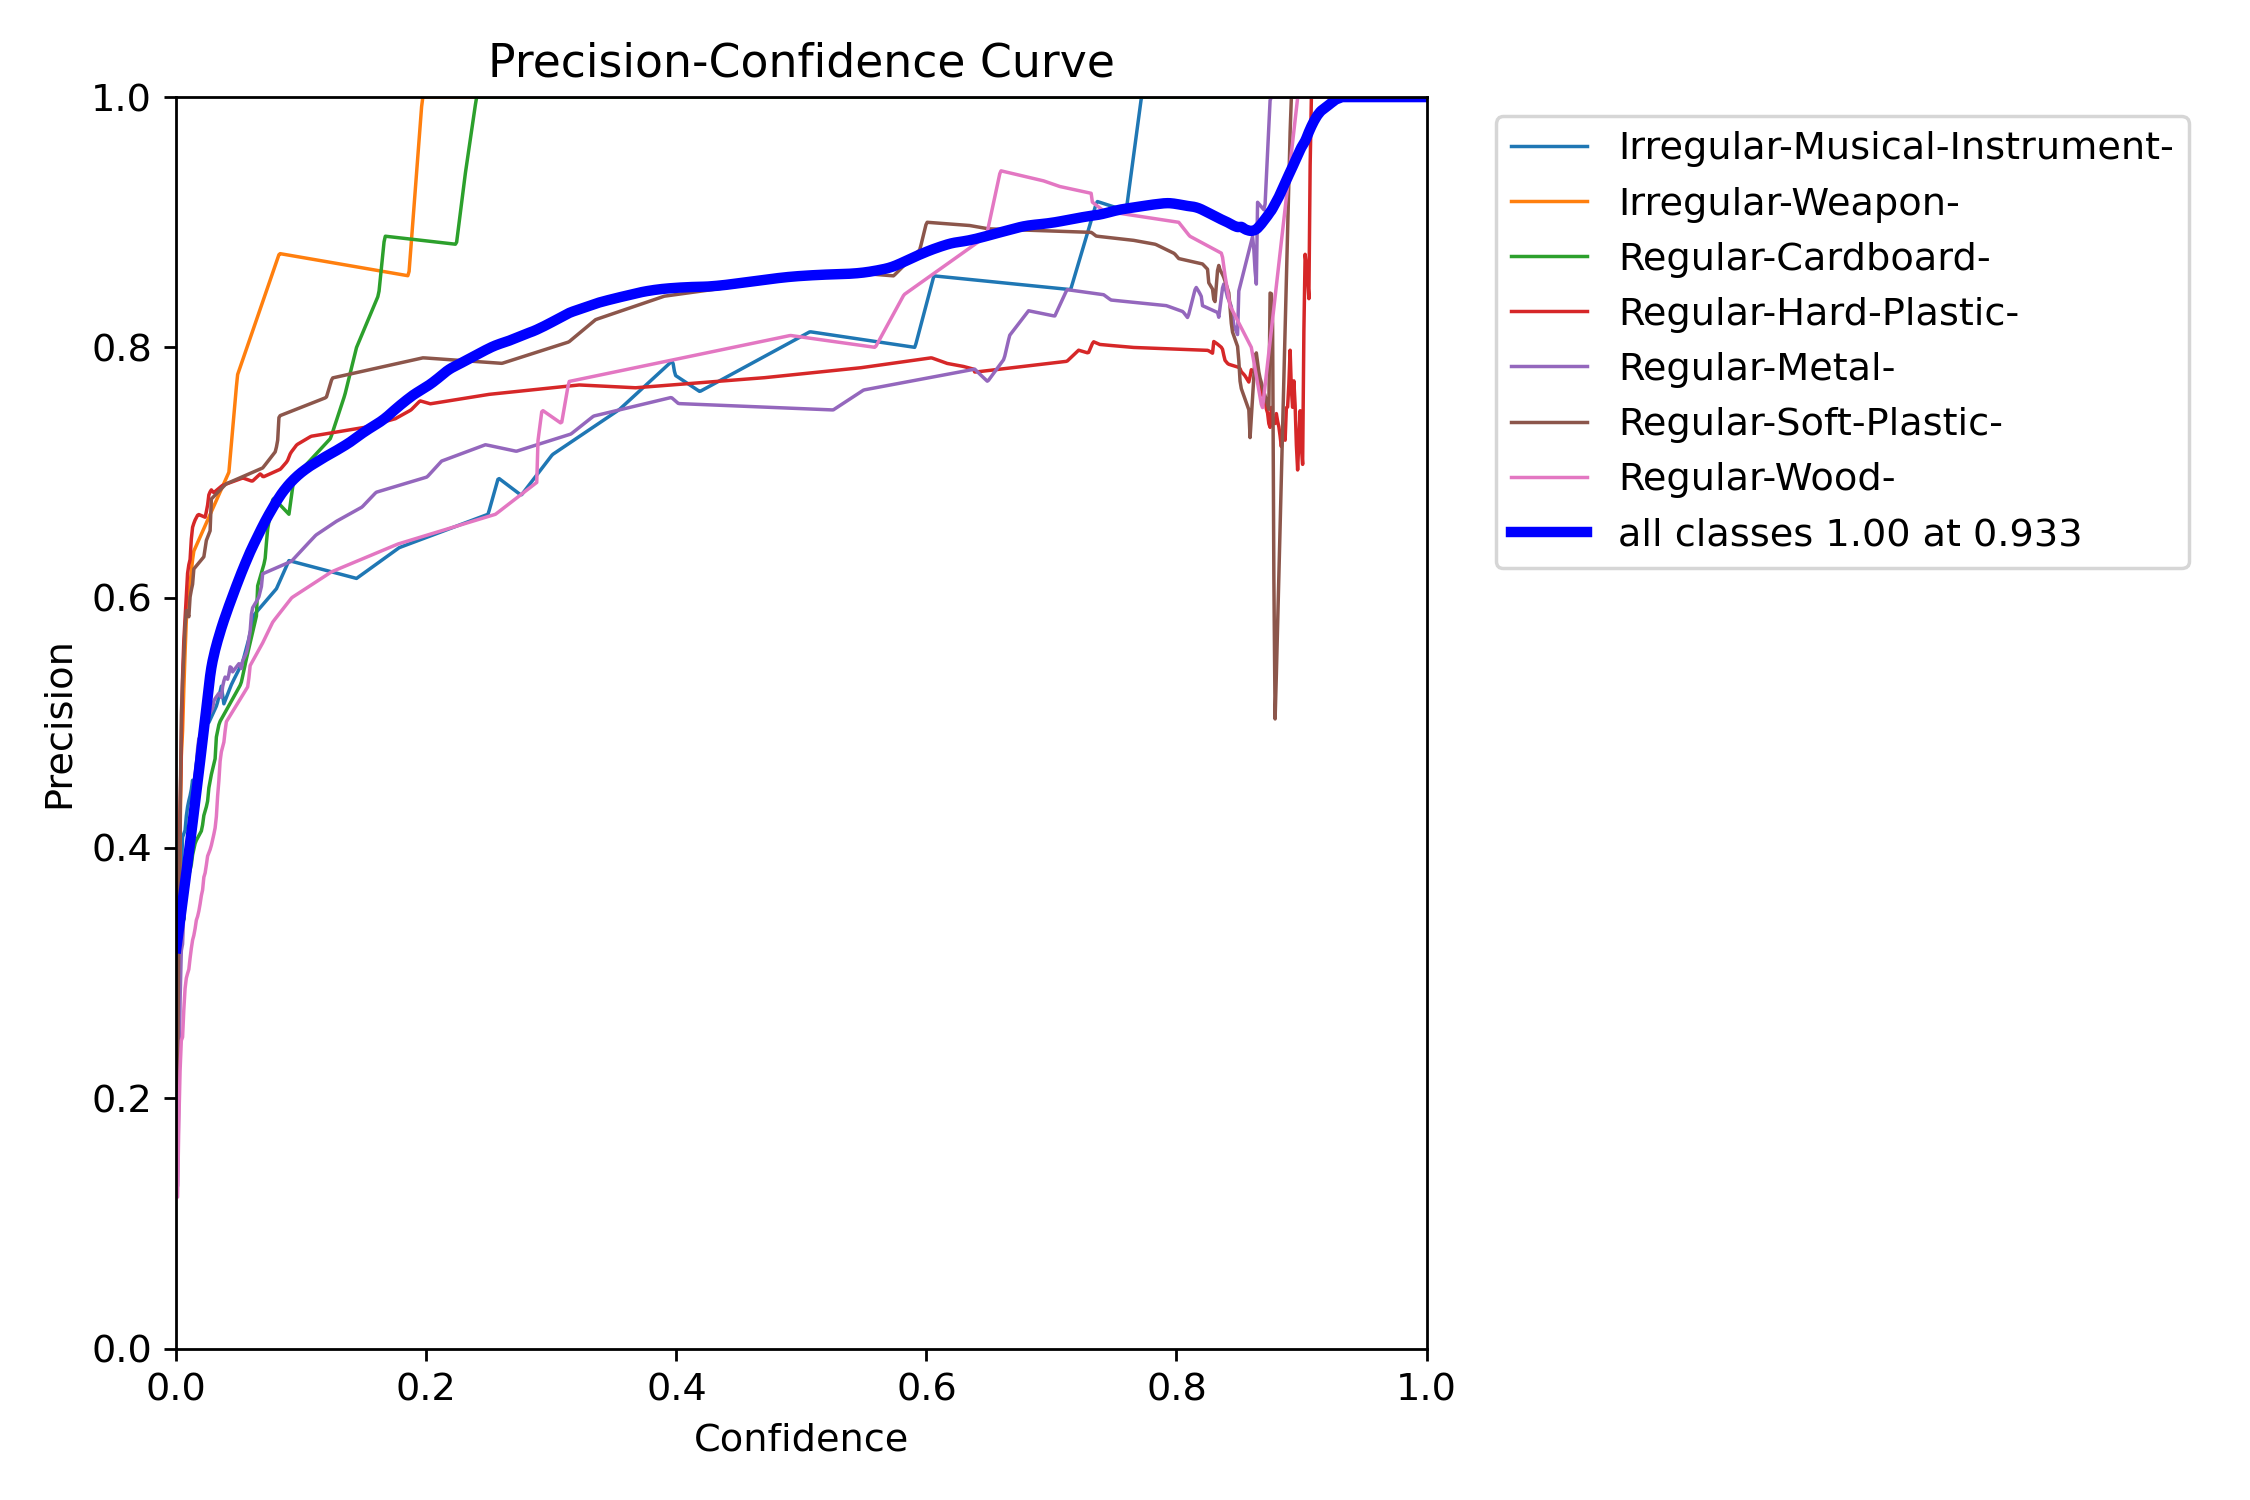 Precision-Confidence Curve
1.0
0.8
0.6
0.4
0.2
0.0
Precision
0.0 0.2 0.4 0.6 0.8 1.0
Confidence
Irregular-Musical-Instrument-
Irregular-Weapon-
Regular-Cardboard-
Regular-Hard-Plastic-
Regular-Metal-
Regular-Soft-Plastic-
Regular-Wood-
all classes 1.00 at 0.933